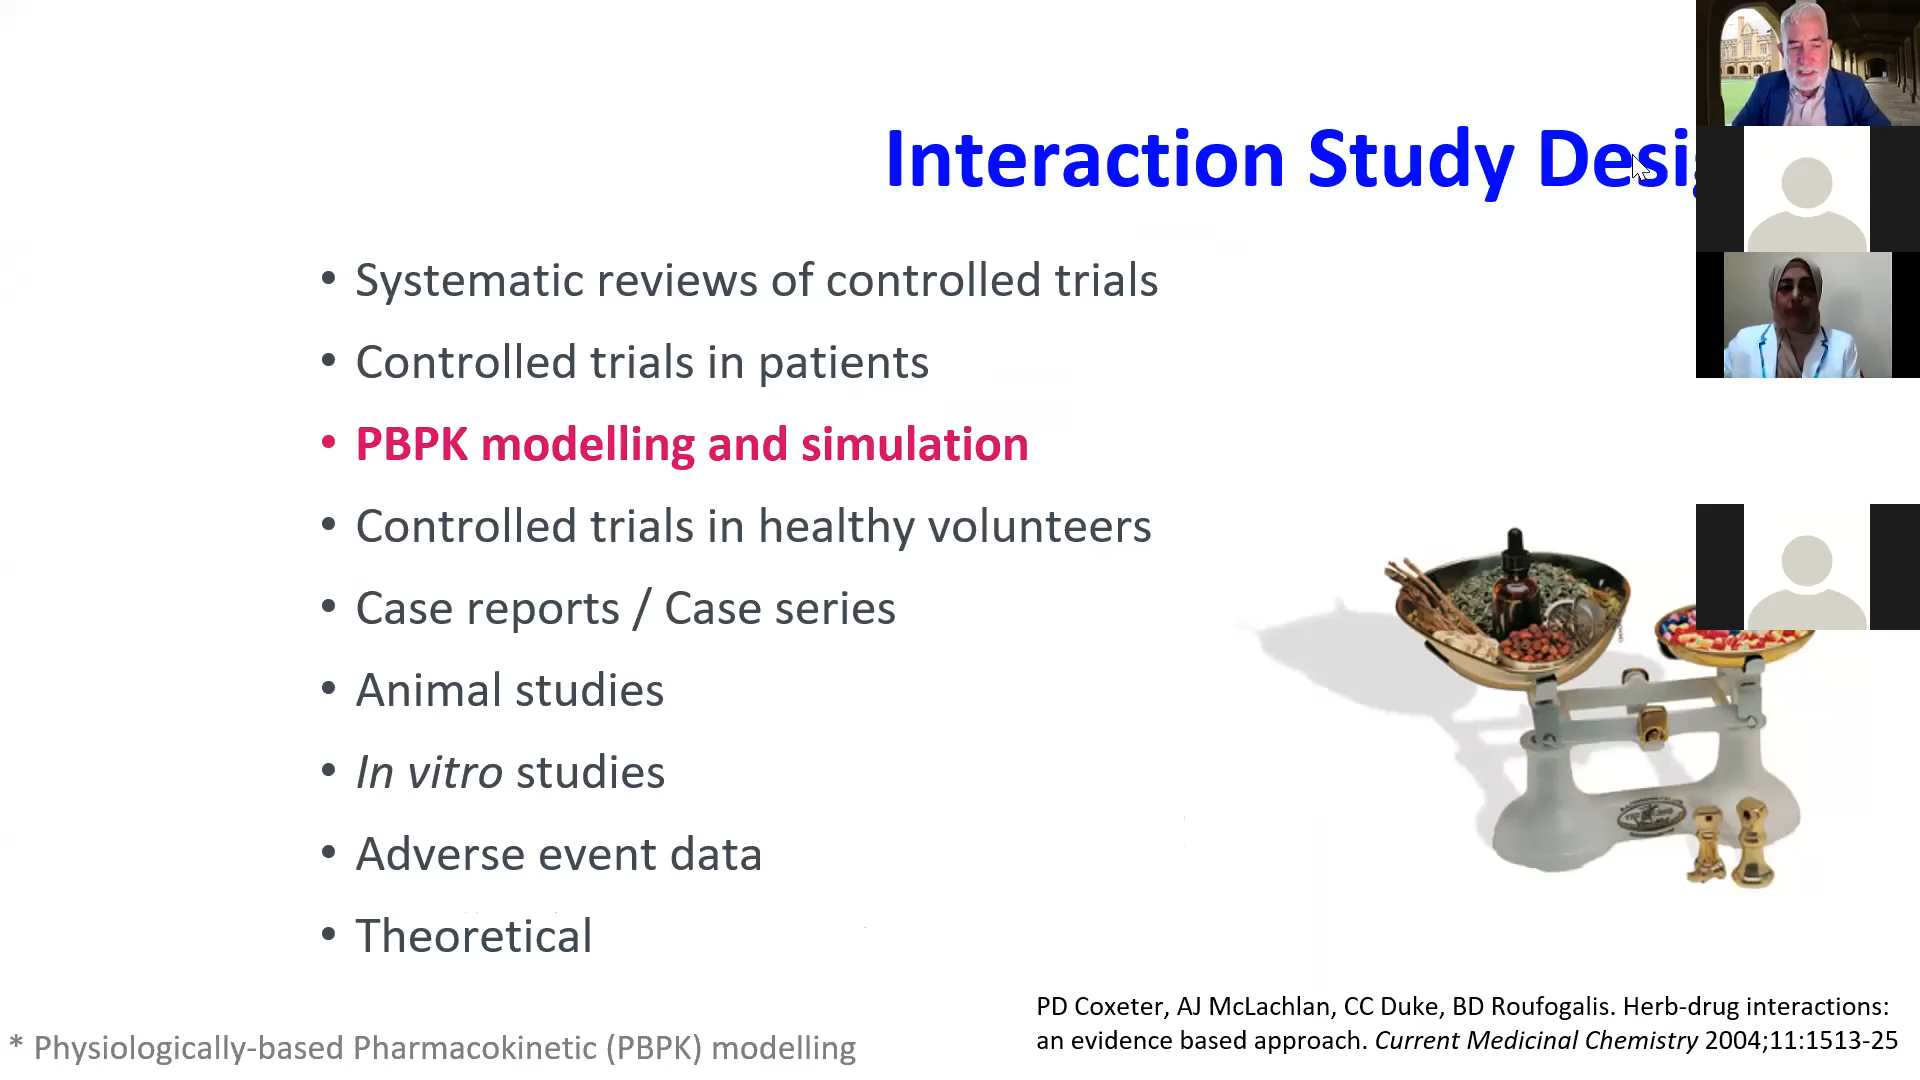 Interaction Study Desig
• Systematic reviews of controlled trials
• Controlled trials in patients
• PBPK modelling and simulation
• Controlled trials in healthy volunteers
• Case reports / Case series
• Animal studies
• In vitro studies
• Adverse event data
• Theoretical
PD Coxeter, AJ McLachlan, CC Duke, BD Roufogalis. Herb-drug interactions:
an evidence based approach. Current Medicinal Chemistry 2004;11:1513-25
* Physiologically-based Pharmacokinetic (PBPK) modelling